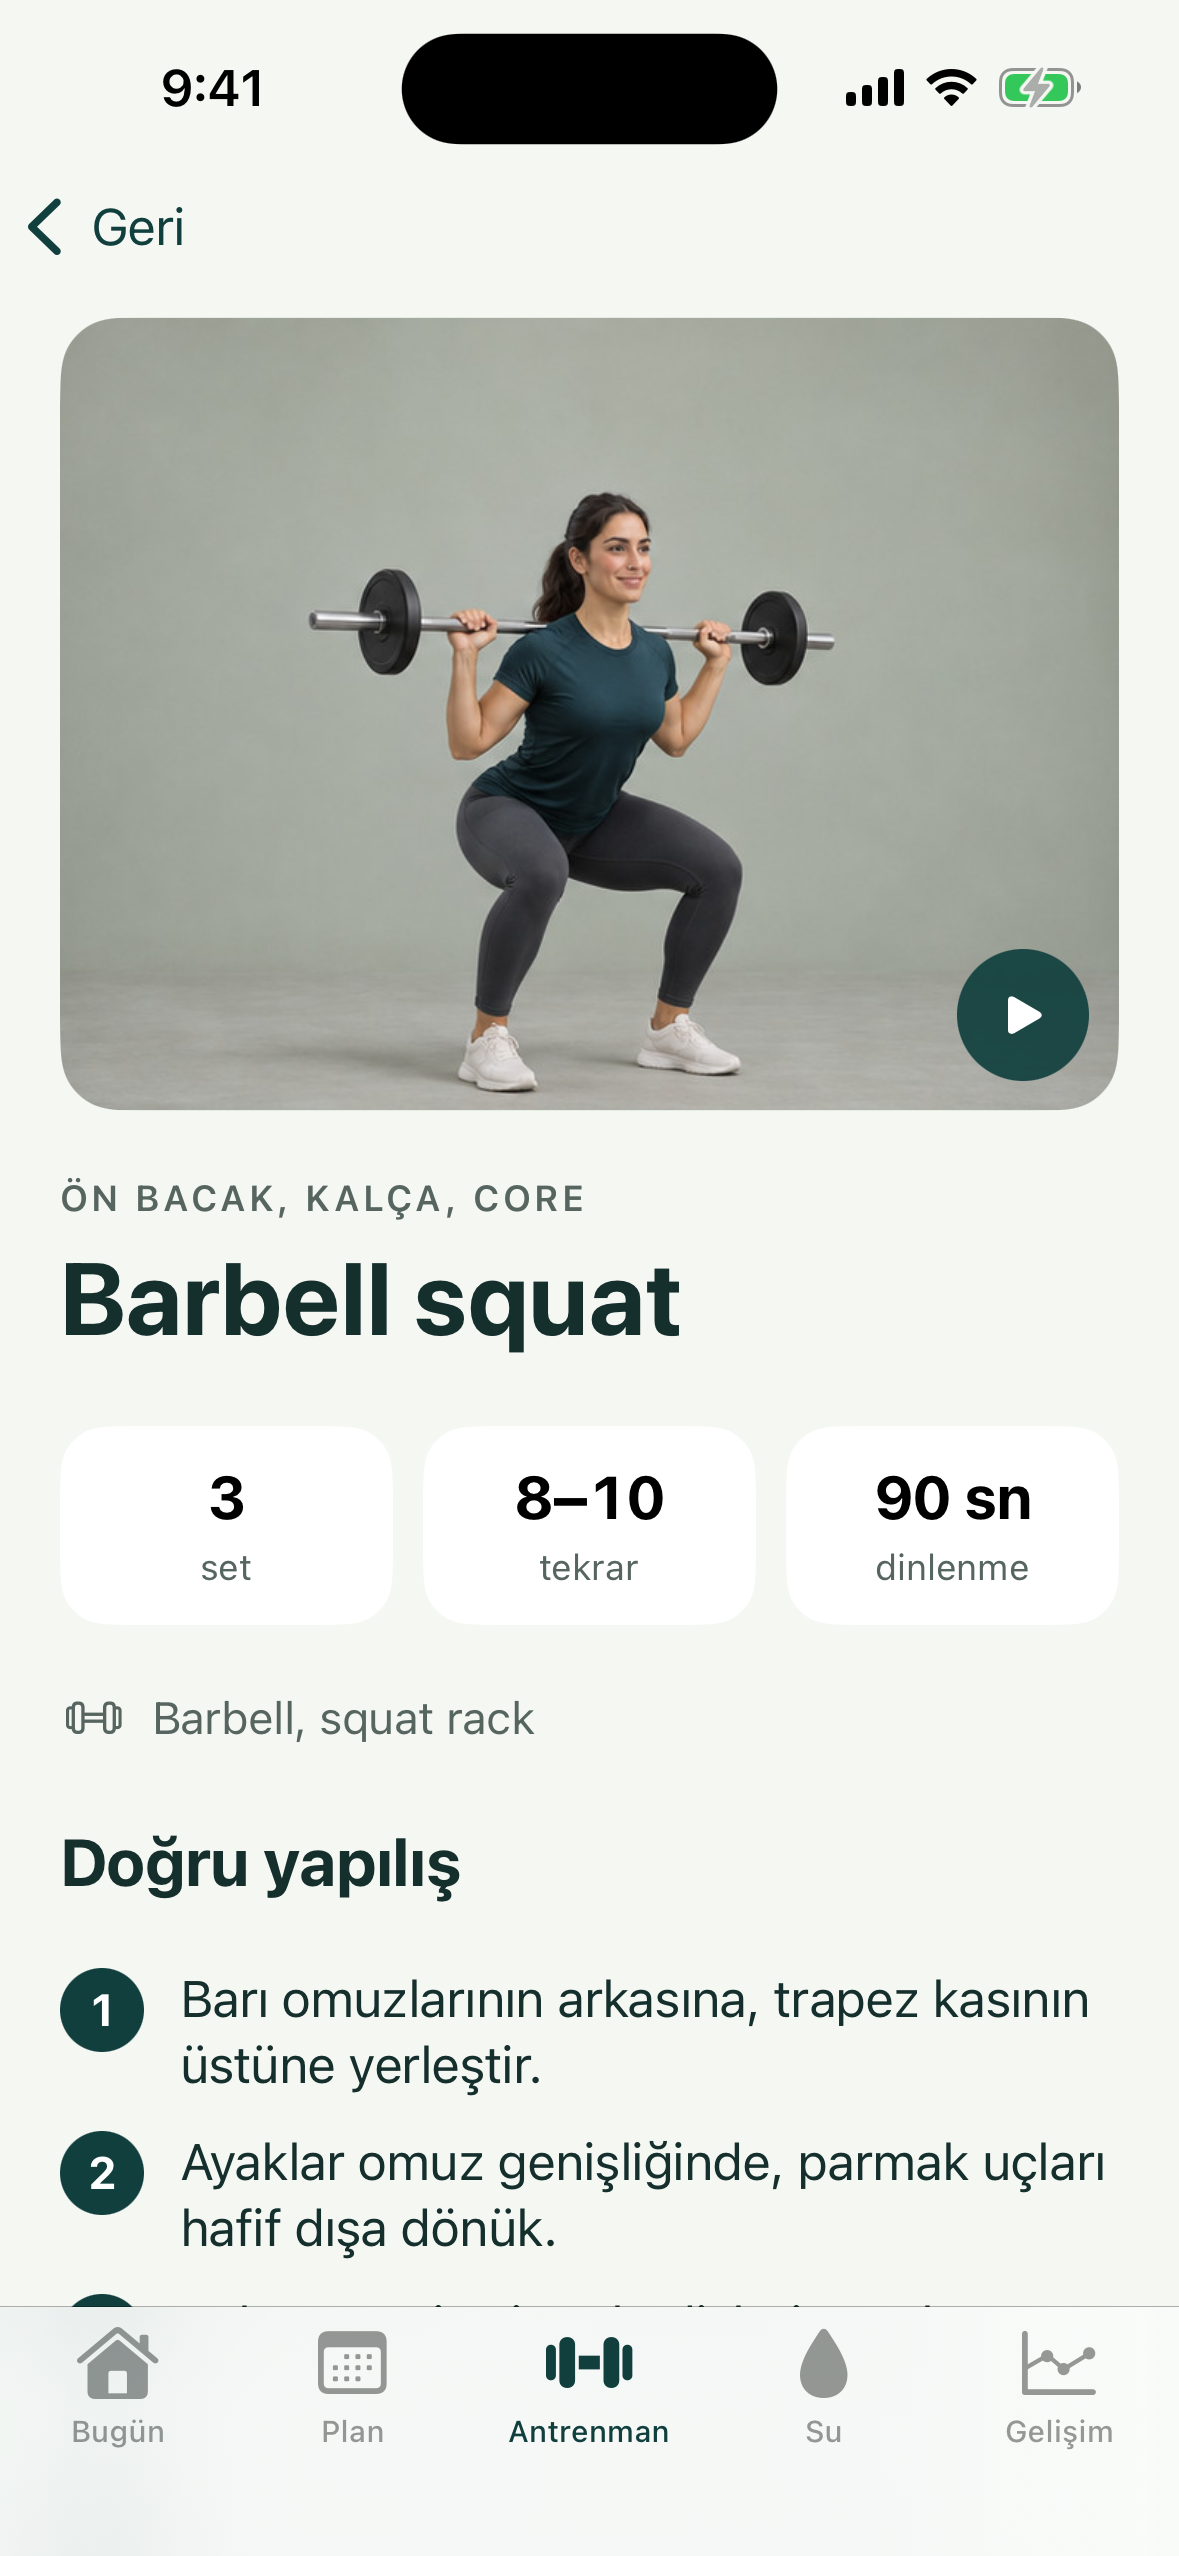 9:41
Geri
ÖN BACAK, KALÇA, CORE
Barbell squat
3
set
8–10
tekrar
90 sn
dinlenme
Barbell, squat rack
Doğru yapılış
1
Barı omuzlarının arkasına, trapez kasının
üstüne yerleştir.
2
Ayaklar omuz genişliğinde, parmak uçları
hafif dışa dönük.
Bugün
Plan
Antrenman
Su
Gelişim